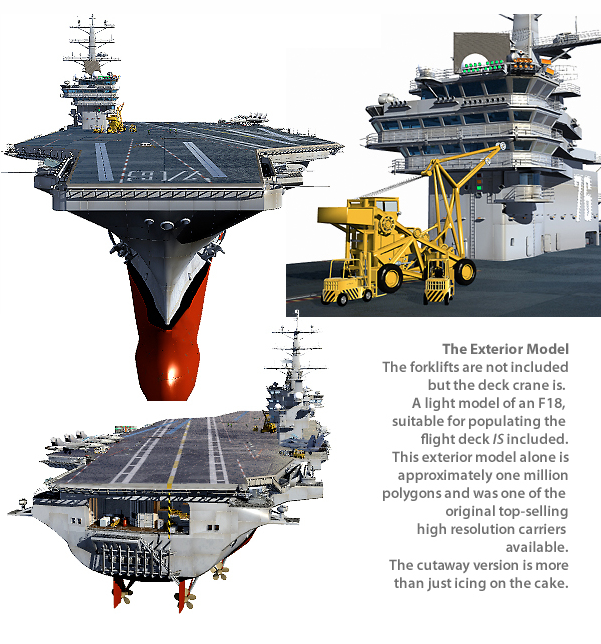 The Exterior Model
The forklifts are not included
but the deck crane is.
A light model of an F18,
suitable for populating the
flight deck IS included.
This exterior model alone is
approximately one million
polygons and was one of the
original top-selling
high resolution carriers
available.
The cutaway version is more
than just icing on the cake.